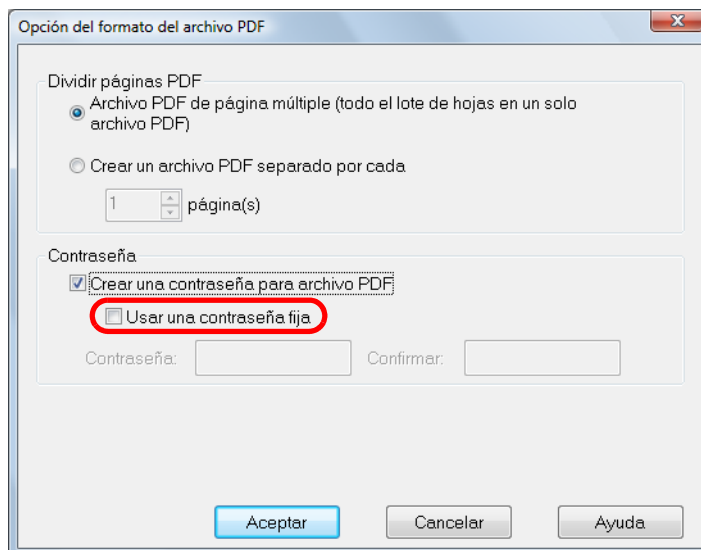 Opción del formato del archivo PDF
Dividir páginas PDF
Archivo PDF de página múltiple (todo el lote de hojas en un solo
archivo PDF)
Crear un archivo PDF separado por cada
1 página(s)
Contraseña
Crear una contraseña para archivo PDF
Usar una contraseña fija
Contraseña: Confirmar:
Aceptar Cancelar Ayuda